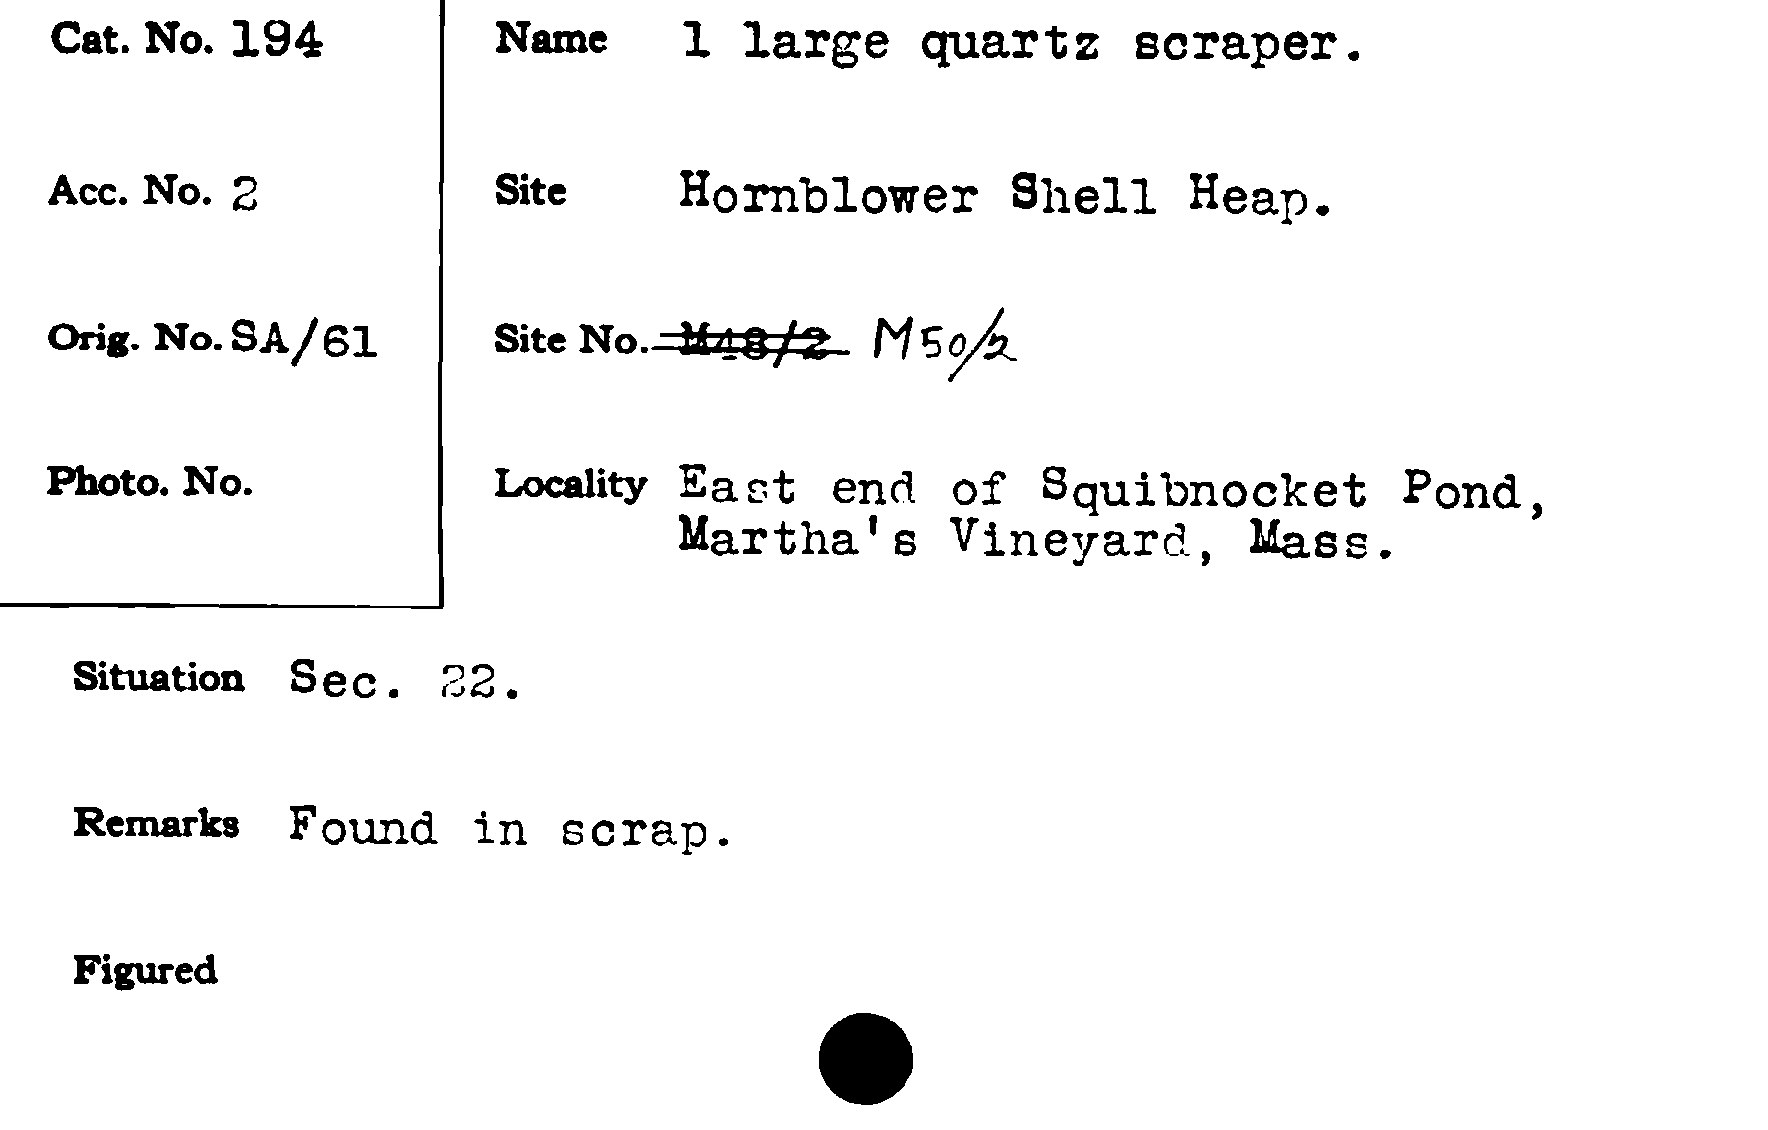 Cat. No. 194
Name 1 large quartz scraper.
Acc. No. 2
Site Hornblower Shell Heap.
Orig. No. SA/61
Site No. M48/2 M50/2
Photo. No.
Locality East end of Squibnocket Pond,
Martha's Vineyard, Mass.
Situation Sec. 22.
Remarks Found in scrap.
Figured